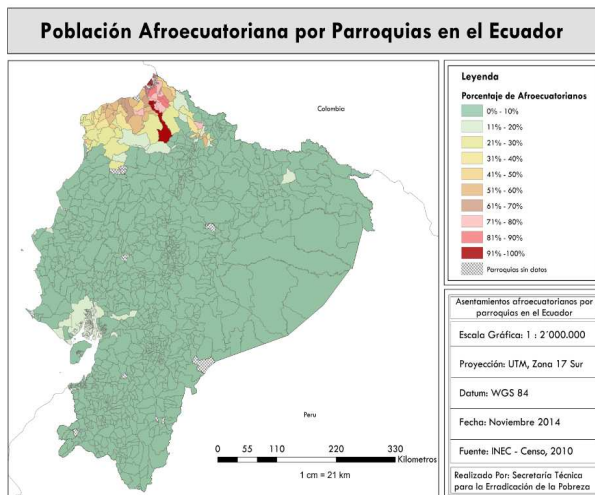 Población Afroecuatoriana por Parroquias en el Ecuador
Colombia
Peru
0 55 110 220 330
Kilometros
1 cm = 21 km
Leyenda
Porcentaje de Afroecuatorianos
0% - 10%
11% - 20%
21% - 30%
31% - 40%
41% - 50%
51% - 60%
61% - 70%
71% - 80%
81% - 90%
91% -100%
Parroquias sin datos
Asentamientos afroecuatorianos por
parroquias en el Ecuador
Escala Gráfica: 1 : 2´000.000
Proyección: UTM, Zona 17 Sur
Datum: WGS 84
Fecha: Noviembre 2014
Fuente: INEC - Censo, 2010
Realizado Por: Secretaría Técnica
para la Erradicación de la Pobreza